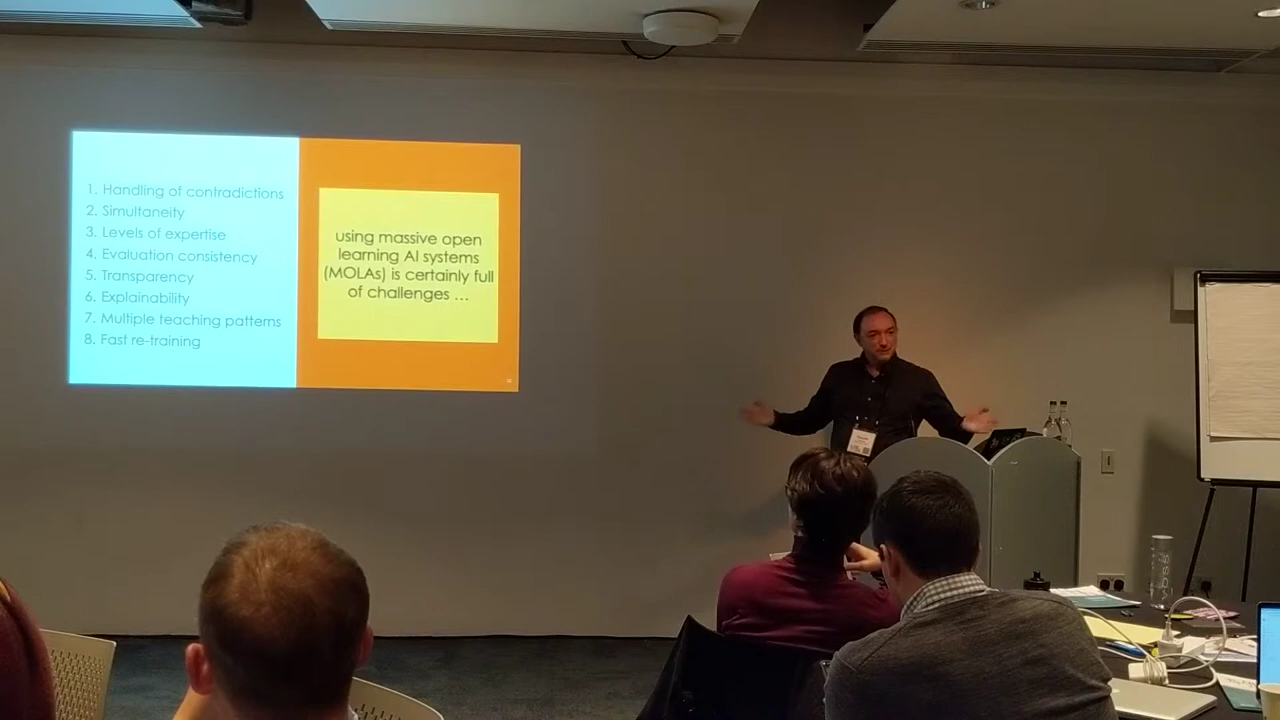 1. Handling of contradictions
2. Simultaneity
3. Levels of expertise
4. Evaluation consistency
5. Transparency
6. Explainability
7. Multiple teaching patterns
8. Fast re-training
using massive open
learning AI systems
(MOLAs) is certainly full
of challenges ...